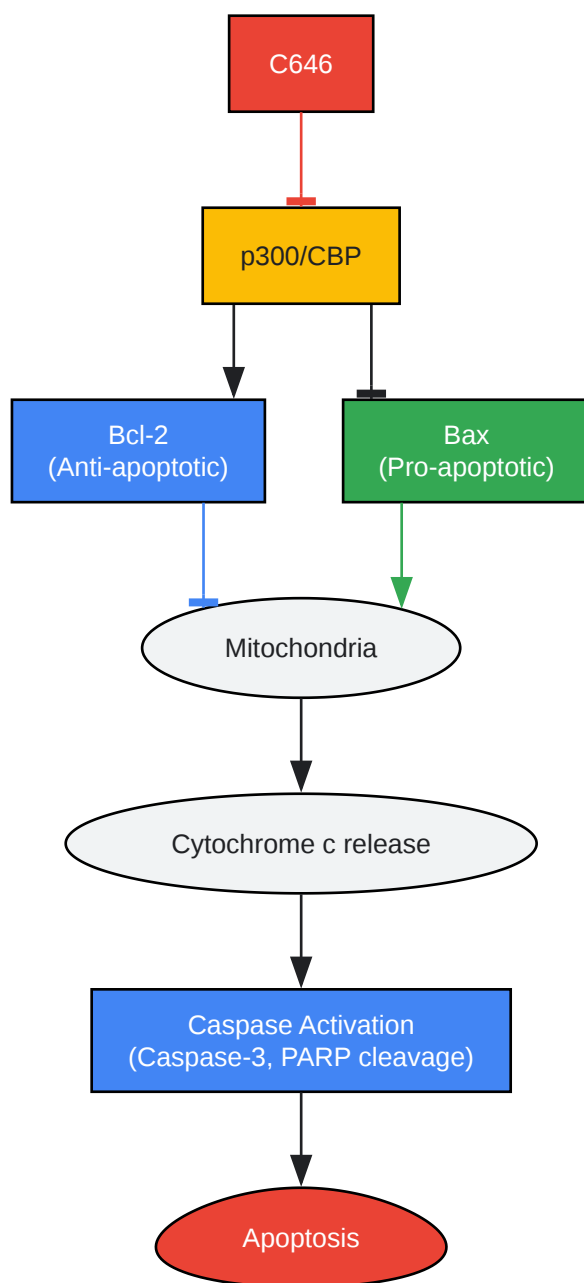 C646
p300/CBP
Bcl-2
(Anti-apoptotic)
Bax
(Pro-apoptotic)
Mitochondria
Cytochrome c release
Caspase Activation
(Caspase-3, PARP cleavage)
Apoptosis